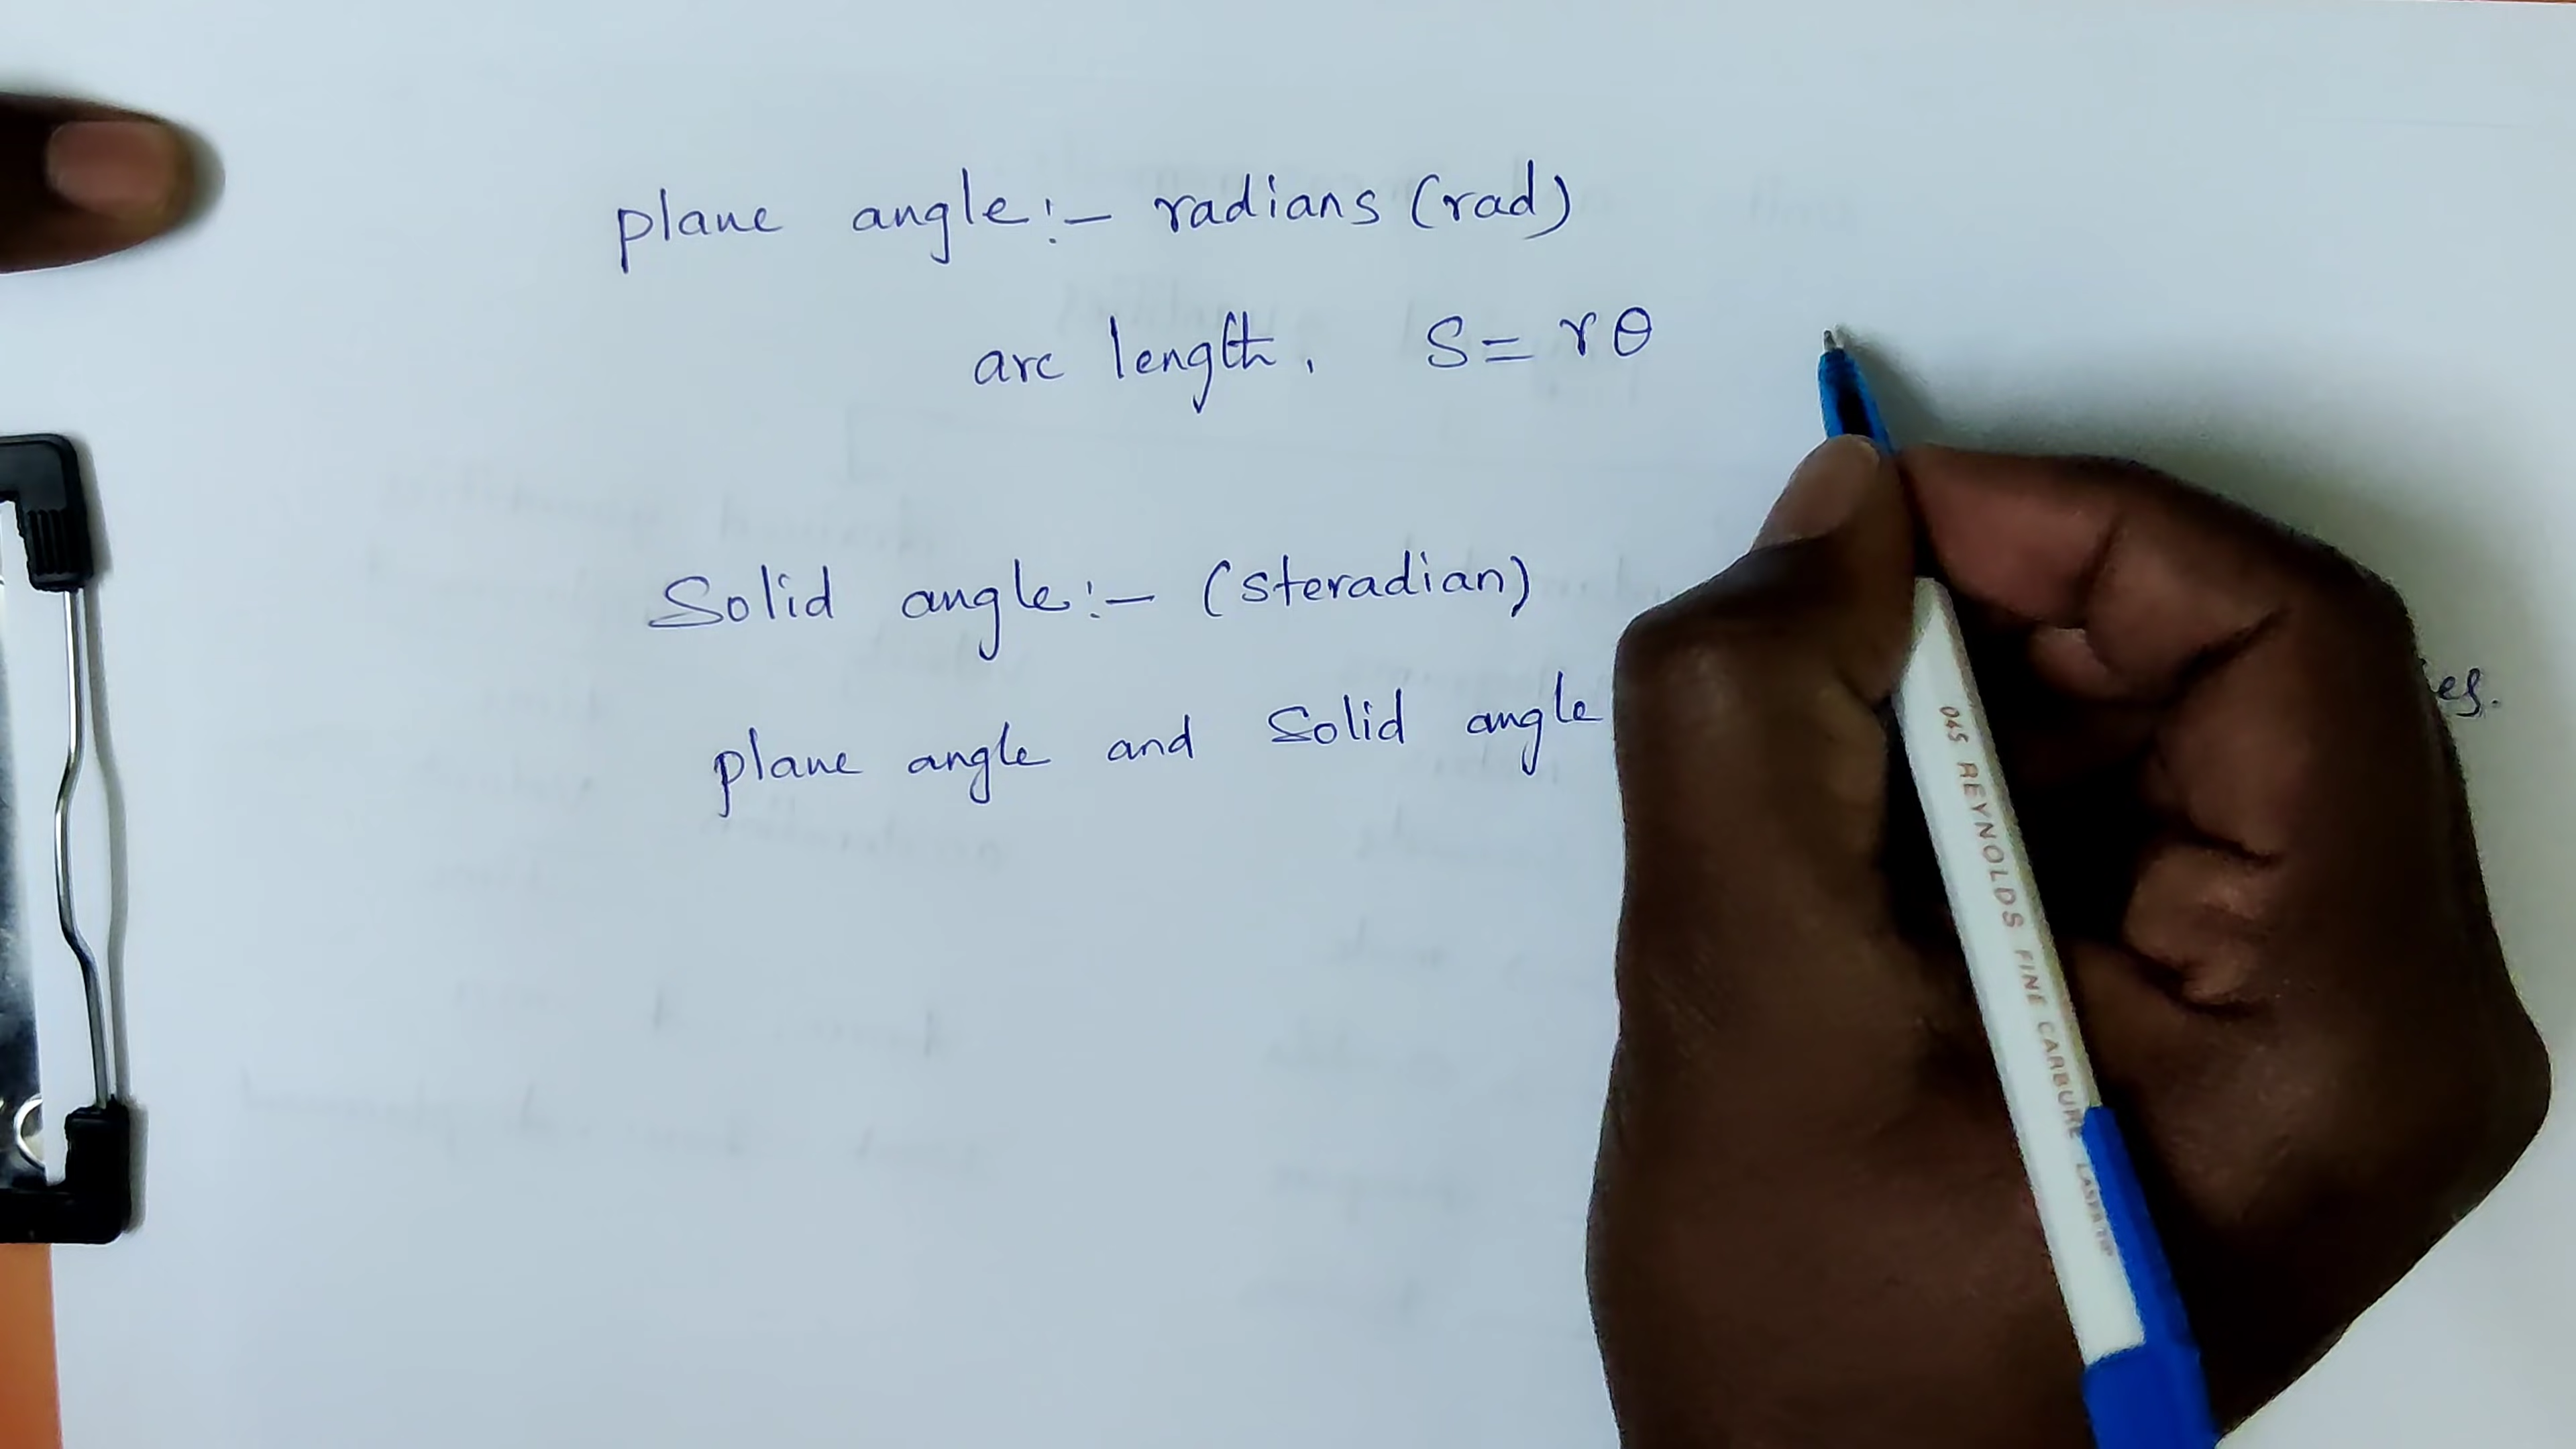 plane angle:- radians (rad)
arc length, S = rθ
Solid angle:- (steradian)
plane angle and Solid angle
045 REYNOLDS FINE CARBURE